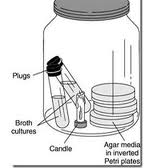 Plugs
Broth
cultures
Candle
Agar media
in inverted
Petri plates